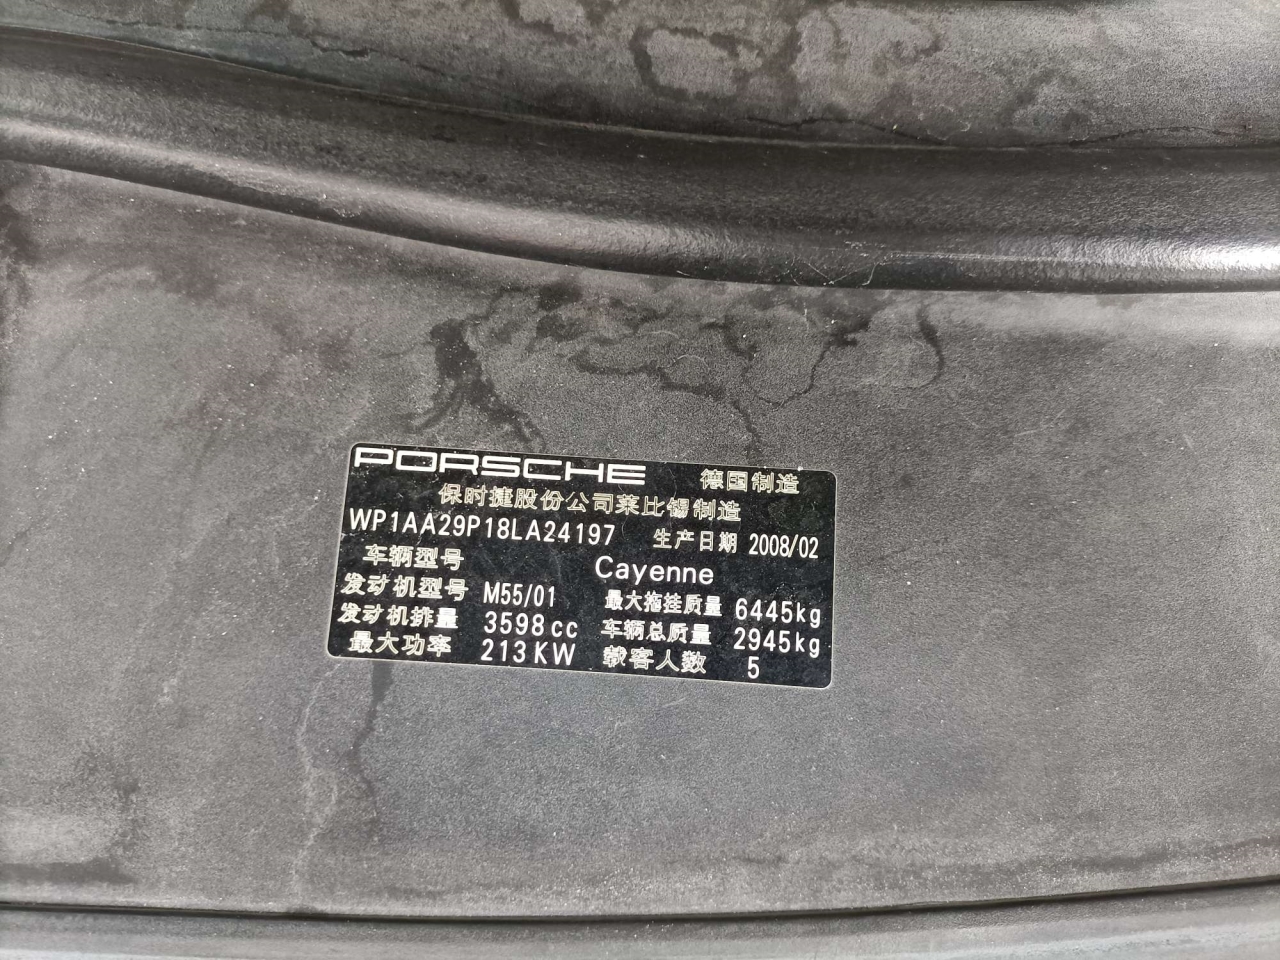 PORSCHE 德国制造
保时捷股份公司莱比锡制造
WP1AA29P18LA24197 生产日期 2008/02
车辆型号 Cayenne
发动机型号 M55/01 最大拖挂质量 6445kg
发动机排量 3598cc 车辆总质量 2945kg
最大功率 213KW 载客人数 5